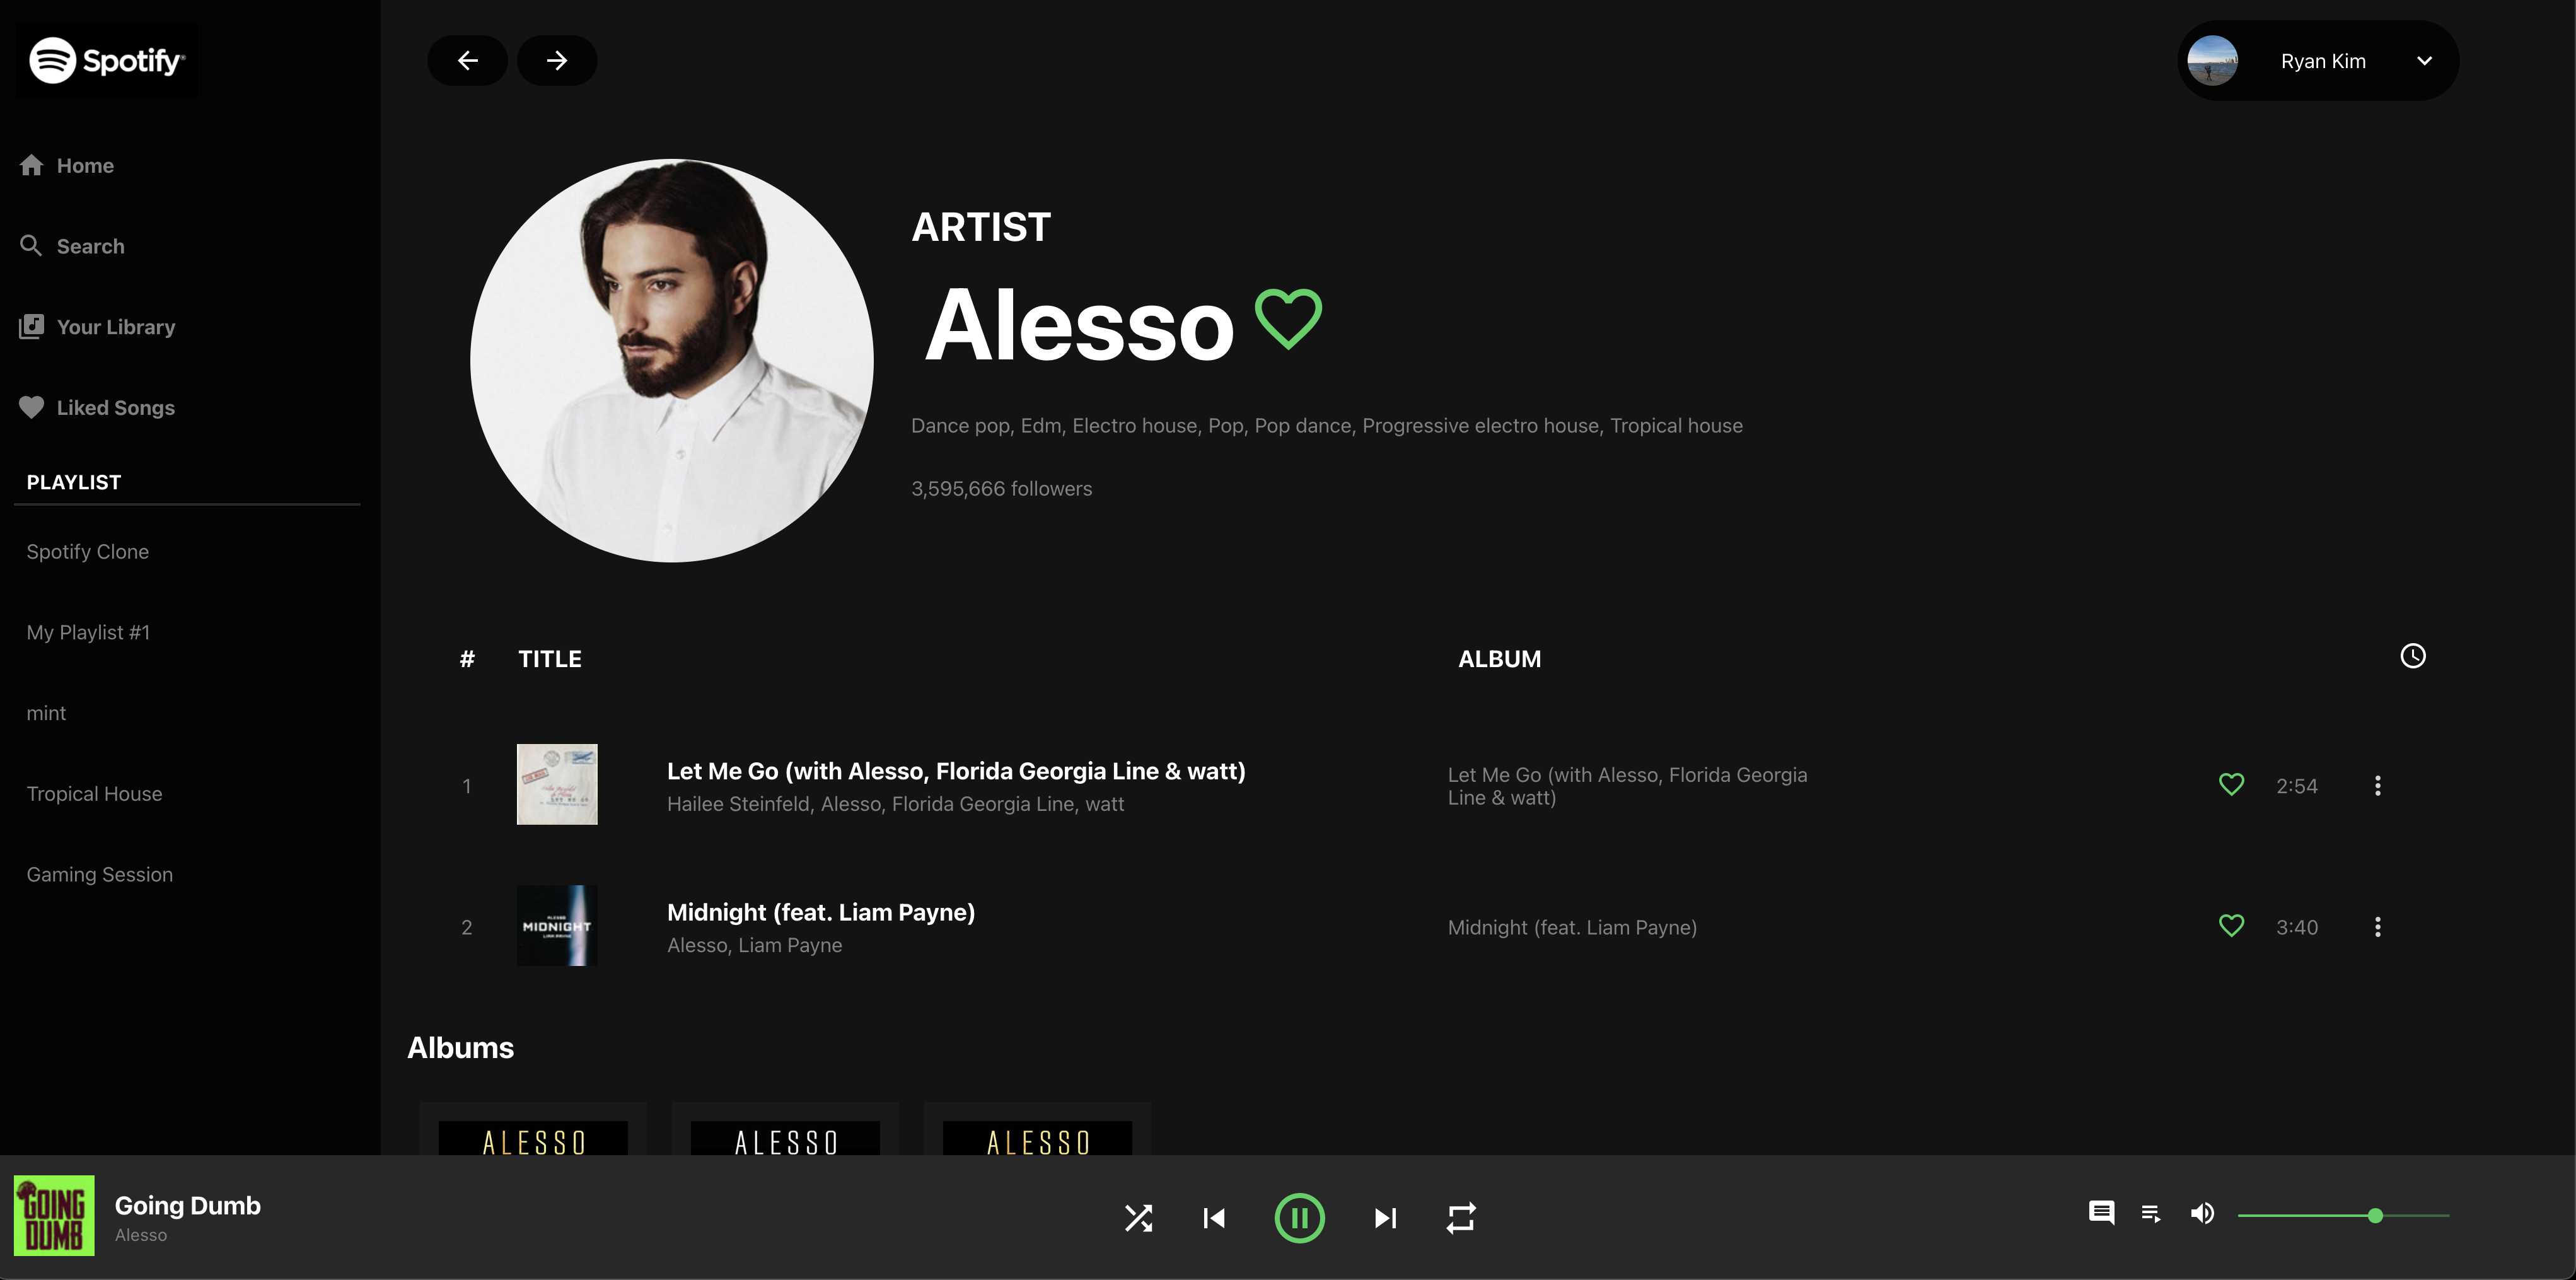 Spotify
Ryan Kim
Home
Search
Your Library
Liked Songs
PLAYLIST
Spotify Clone
My Playlist #1
mint
Tropical House
Gaming Session
ARTIST
Alesso
Dance pop, Edm, Electro house, Pop, Pop dance, Progressive electro house, Tropical house
3,595,666 followers
# TITLE ALBUM
1
Let Me Go (with Alesso, Florida Georgia Line & watt)
Hailee Steinfeld, Alesso, Florida Georgia Line, watt
Let Me Go (with Alesso, Florida Georgia
Line & watt)
2:54
2
ALESSO
MIDNIGHT
LIAM PAYNE
Midnight (feat. Liam Payne)
Alesso, Liam Payne
Midnight (feat. Liam Payne)
3:40
Albums
ALESSO
ALESSO
ALESSO
GOING
DUMB
Going Dumb
Alesso